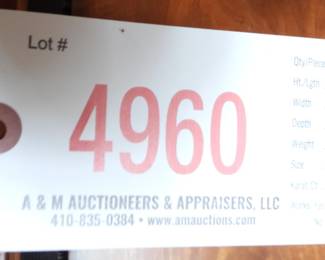 Lot #
4960
A & M AUCTIONEERS & APPRAISERS, LLC
410-835-0384 • www.amauctions.com
Qty/Piece
Ht./Lgth
Width
Depth
Weight
Size